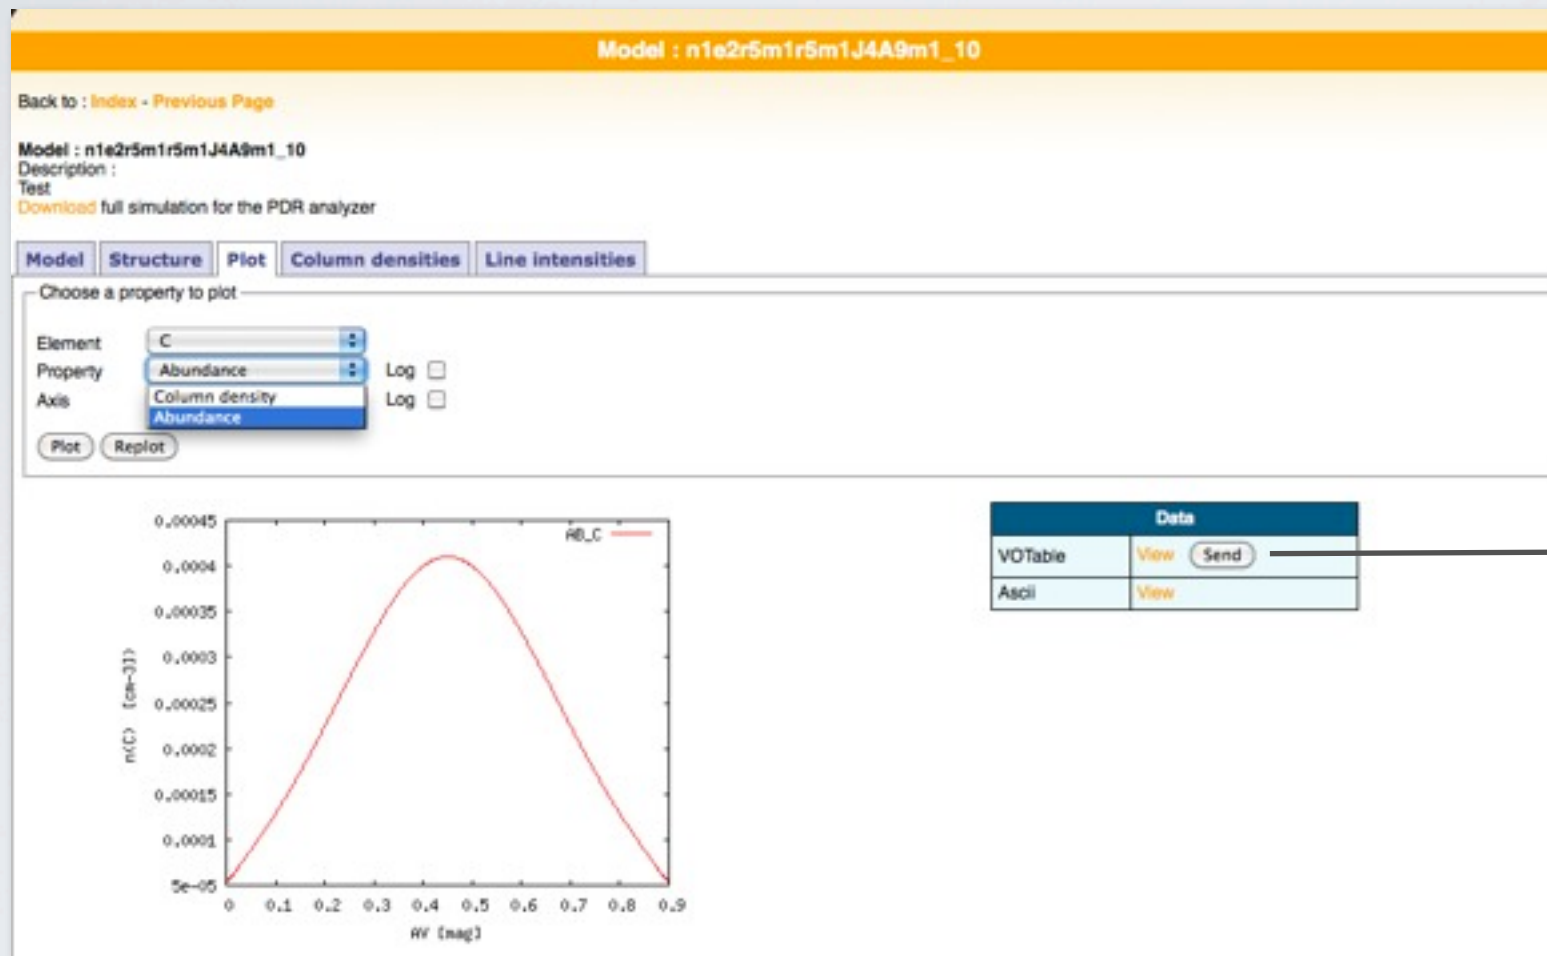 Model : n1e2r5m1r5m1J4A9m1_10
Back to : Index - Previous Page
Model : n1e2r5m1r5m1J4A9m1_10
Description :
Test
Download full simulation for the PDR analyzer
Model Structure Plot Column densities Line intensities
Choose a property to plot
Element C
Property Abundance Log
Axis Column density Log
Abundance
Plot Replot
Data
VOTable View Send
Ascii View
AB_C
n(C) [cm-3]
0.00045
0.0004
0.00035
0.0003
0.00025
0.0002
0.00015
0.0001
5e-05
0 0.1 0.2 0.3 0.4 0.5 0.6 0.7 0.8 0.9
AV [mag]